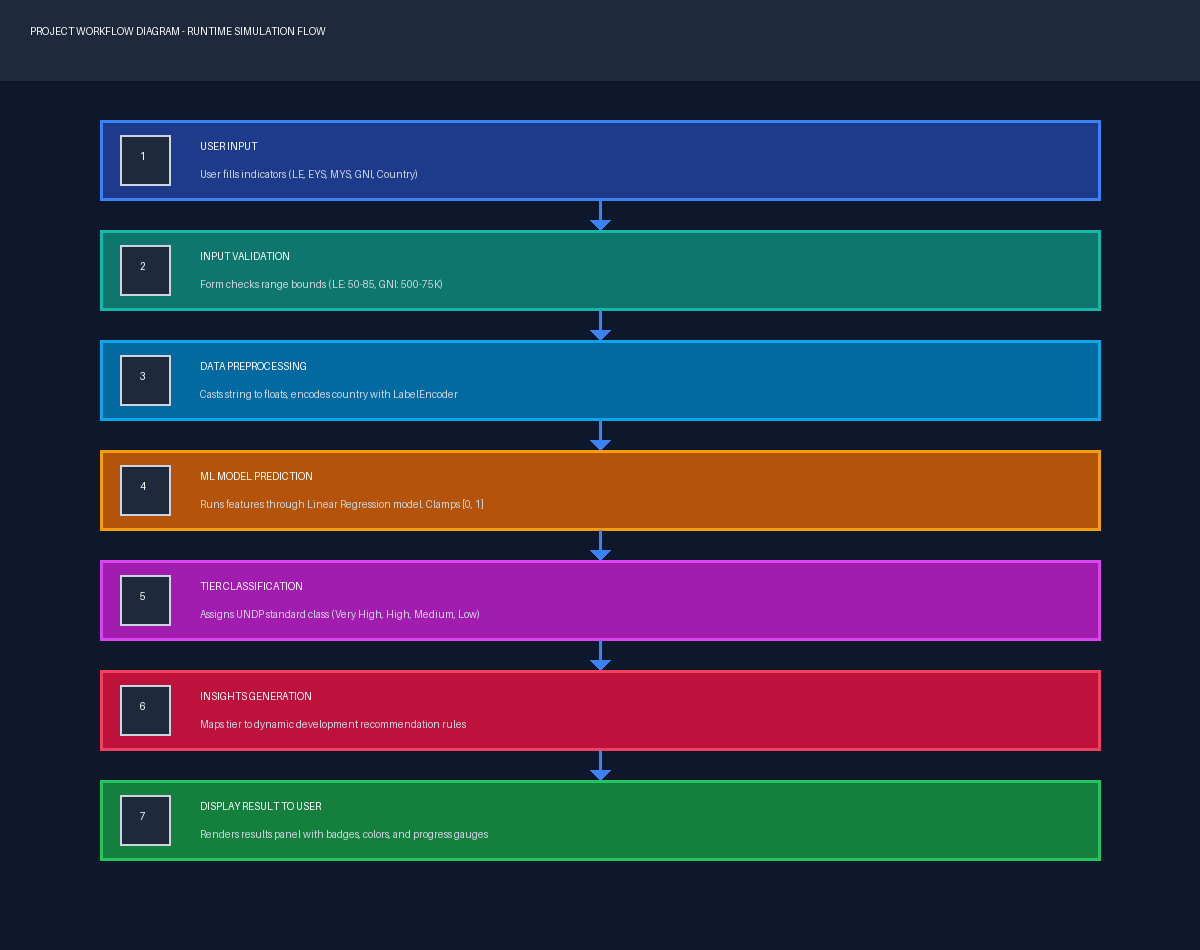 PROJECT WORKFLOW DIAGRAM - RUNTIME SIMULATION FLOW
1
USER INPUT
User fills indicators (LE, EYS, MYS, GNI, Country)
2
INPUT VALIDATION
Form checks range bounds (LE: 50-85, GNI: 500-75K)
3
DATA PREPROCESSING
Casts string to floats, encodes country with LabelEncoder
4
ML MODEL PREDICTION
Runs features through Linear Regression model. Clamps [0, 1]
5
TIER CLASSIFICATION
Assigns UNDP standard class (Very High, High, Medium, Low)
6
INSIGHTS GENERATION
Maps tier to dynamic development recommendation rules
7
DISPLAY RESULT TO USER
Renders results panel with badges, colors, and progress gauges